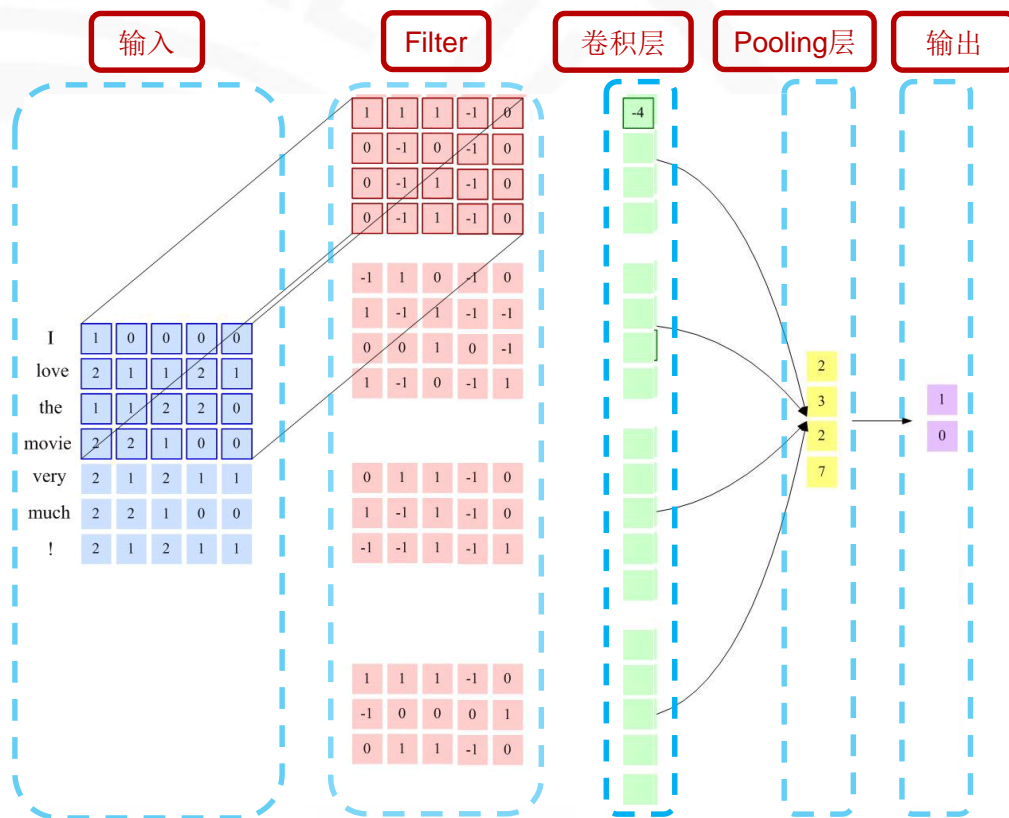 输入 Filter 卷积层 Pooling层 输出
1 1 1 -1 0
0 -1 0 -1 0
0 -1 1 -1 0
0 -1 1 -1 0
-1 1 0 -1 0
1 -1 1 -1 -1
0 0 1 0 -1
1 -1 0 -1 1
0 1 1 -1 0
1 -1 1 -1 0
-1 -1 1 -1 1
1 1 1 -1 0
-1 0 0 0 1
0 1 1 -1 0
I 1 0 0 0 0
love 2 1 1 2 1
the 1 1 2 2 0
movie 2 2 1 0 0
very 2 1 2 1 1
much 2 2 1 0 0
! 2 1 2 1 1
-4
2
3
2
7
1
0